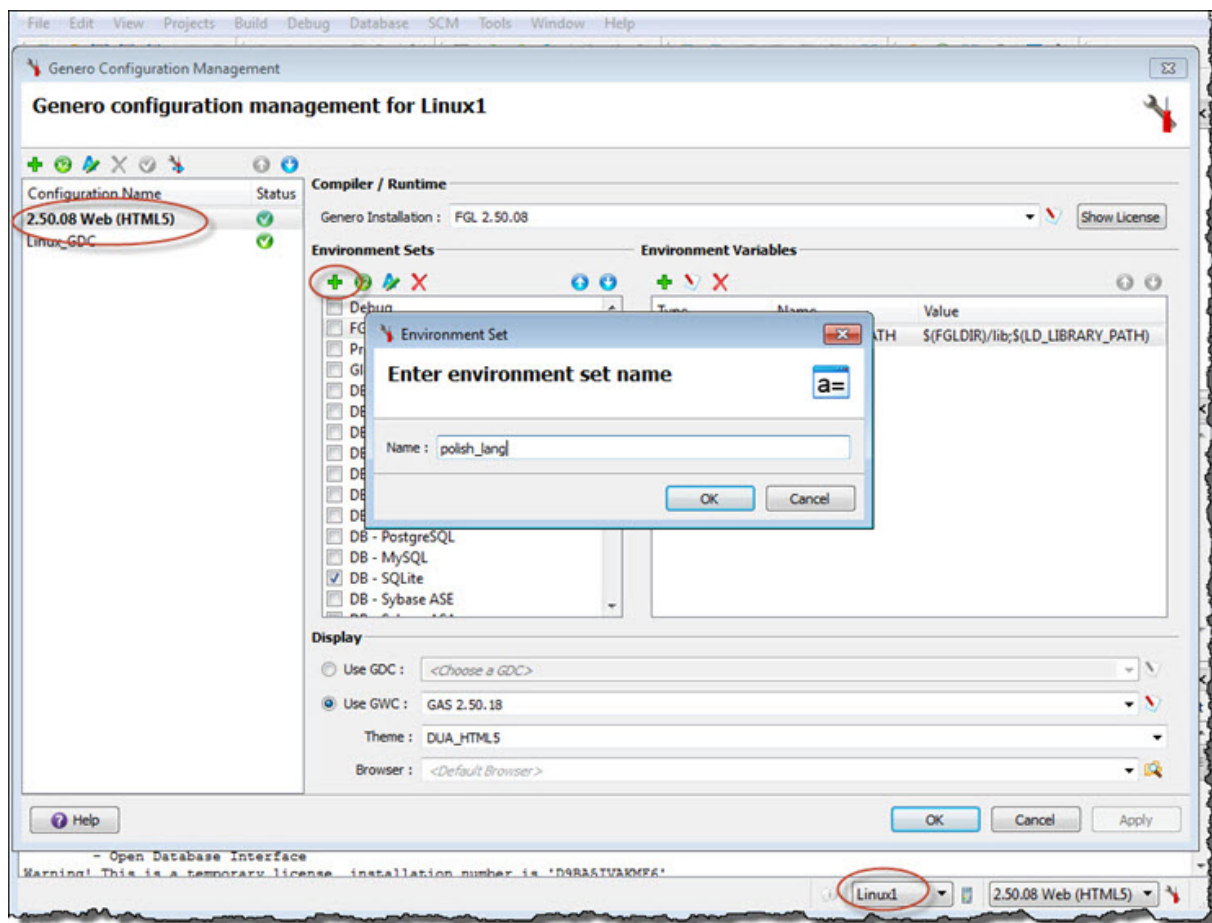 File Edit View Projects Build Debug Database SCM Tools Window Help
Genero Configuration Management
Genero configuration management for Linux1
Configuration Name Status
2.50.08 Web (HTML5)
Linux_GDC
Compiler / Runtime
Genero Installation : FGL 2.50.08 Show License
Environment Sets
Environment Variables
Debug
Type Name Value
FG
Pr
DB - PostgreSQL
DB - MySQL
DB - SQLite
DB - Sybase ASE
ATH $(FGLDIR)/lib;$(LD_LIBRARY_PATH)
Environment Set
Enter environment set name
a=
Name : polish_lang
OK Cancel
Display
Use GDC : <Choose a GDC>
Use GWC : GAS 2.50.18
Theme : DUA_HTML5
Browser : <Default Browser>
Help
OK Cancel Apply
- Open Database Interface
Warning! This is a temporary license, installation number is
Linux1 2.50.08 Web (HTML5)